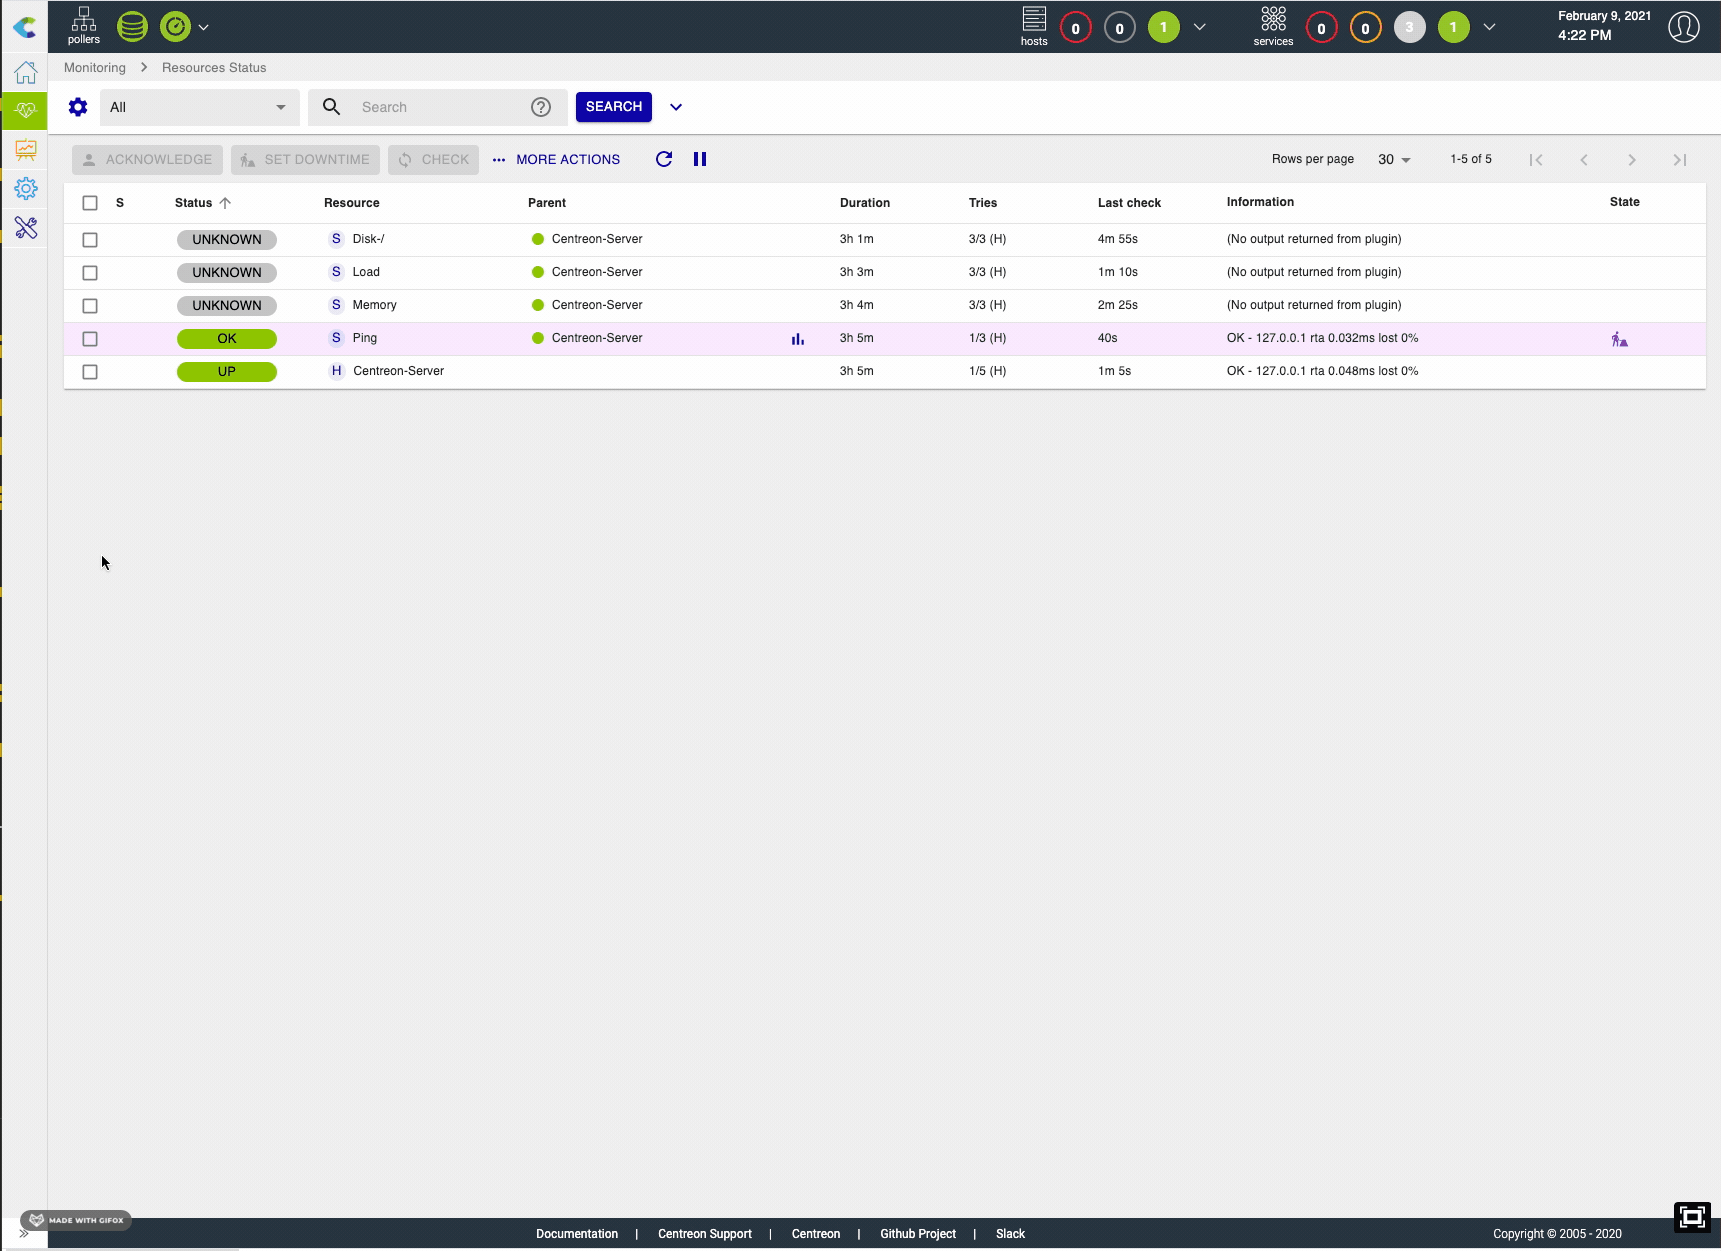 pollers
hosts
0
0
1
services
0
0
3
1
February 9, 2021
4:22 PM
Monitoring
Resources Status
All
Search
SEARCH
ACKNOWLEDGE
SET DOWNTIME
CHECK
MORE ACTIONS
Rows per page
30
1-5 of 5
S Status Resource Parent Duration Tries Last check Information State
UNKNOWN S Disk-/ Centreon-Server 3h 1m 3/3 (H) 4m 55s (No output returned from plugin)
UNKNOWN S Load Centreon-Server 3h 3m 3/3 (H) 1m 10s (No output returned from plugin)
UNKNOWN S Memory Centreon-Server 3h 4m 3/3 (H) 2m 25s (No output returned from plugin)
OK S Ping Centreon-Server 3h 5m 1/3 (H) 40s OK - 127.0.0.1 rta 0.032ms lost 0%
UP H Centreon-Server 3h 5m 1/5 (H) 1m 5s OK - 127.0.0.1 rta 0.048ms lost 0%
MADE WITH GIFOX
Documentation | Centreon Support | Centreon | Github Project | Slack
Copyright © 2005 - 2020